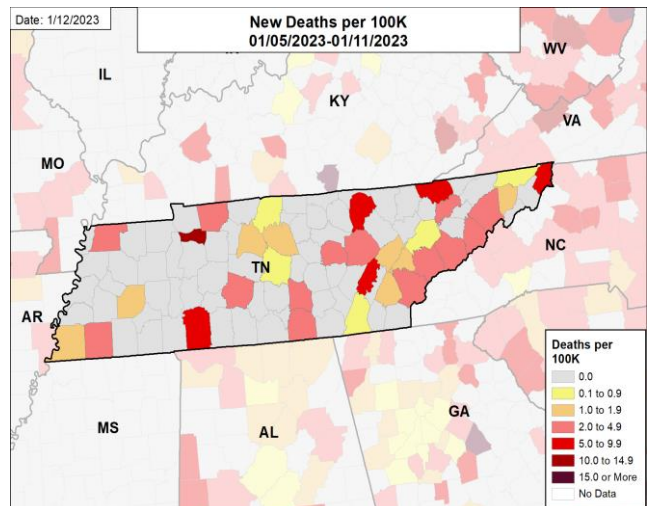 Date: 1/12/2023
New Deaths per 100K
01/05/2023-01/11/2023
WV
IL
KY
VA
MO
NC
TN
AR
MS
AL
GA
Deaths per
100K
0.0
0.1 to 0.9
1.0 to 1.9
2.0 to 4.9
5.0 to 9.9
10.0 to 14.9
15.0 or More
No Data